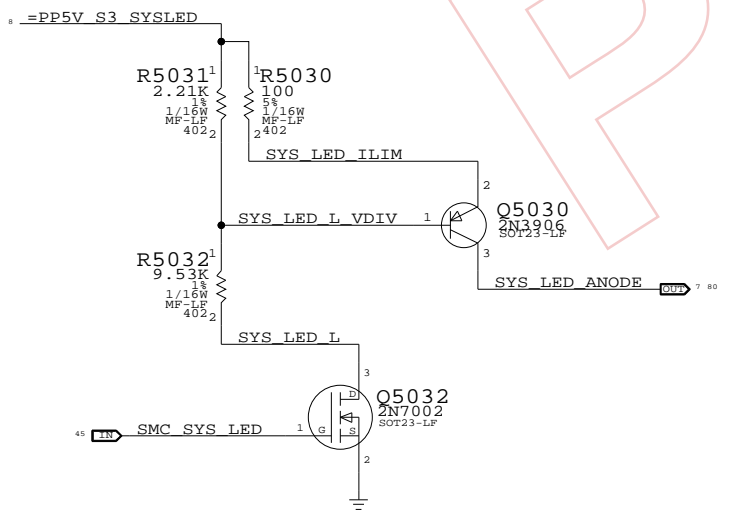 8 =PP5V_S3_SYSLED
R5031 1
2.21K
1%
1/16W
MF-LF
402 2
1 R5030
100
5%
1/16W
MF-LF
2 402
SYS_LED_ILIM
2
Q5030
2N3906
SOT23-LF
SYS_LED_L_VDIV 1
3
R5032 1
9.53K
1%
1/16W
MF-LF
402 2
SYS_LED_ANODE OUT 7 80
SYS_LED_L
3
D
Q5032
2N7002
SOT23-LF
45 IN SMC_SYS_LED 1 G S
2
P